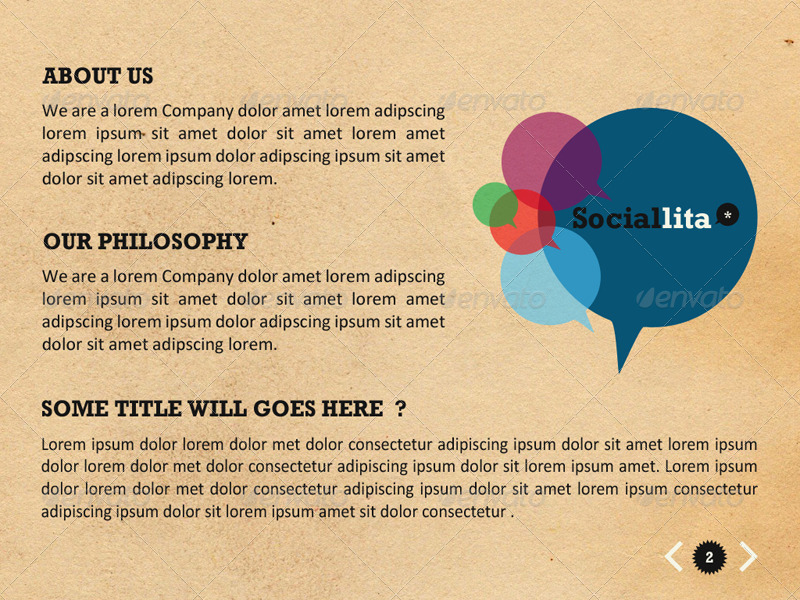 ABOUT US
We are a lorem Company dolor amet lorem adipscing
lorem ipsum sit amet dolor sit amet lorem amet
adipscing lorem ipsum dolor adipscing ipsum sit amet
dolor sit amet adipscing lorem.
Sociallita*
OUR PHILOSOPHY
We are a lorem Company dolor amet lorem adipscing
lorem ipsum sit amet dolor sit amet lorem amet
adipscing lorem ipsum dolor adipscing ipsum sit amet
dolor sit amet adipscing lorem.
SOME TITLE WILL GOES HERE ?
Lorem ipsum dolor lorem dolor met dolor consectetur adipiscing ipsum dolor sit amet lorem ipsum
dolor lorem dolor met dolor consectetur adipiscing ipsum dolor sit lorem ipsum amet. Lorem ipsum
dolor lorem dolor met dolor consectetur adipiscing ipsum dolor sit amet lorem ipsum consectetur
adipiscing ipsum dolor sit lorem ipsum amet sit dolor consectetur .
2
envato
envato
envato
envato
envato
envato